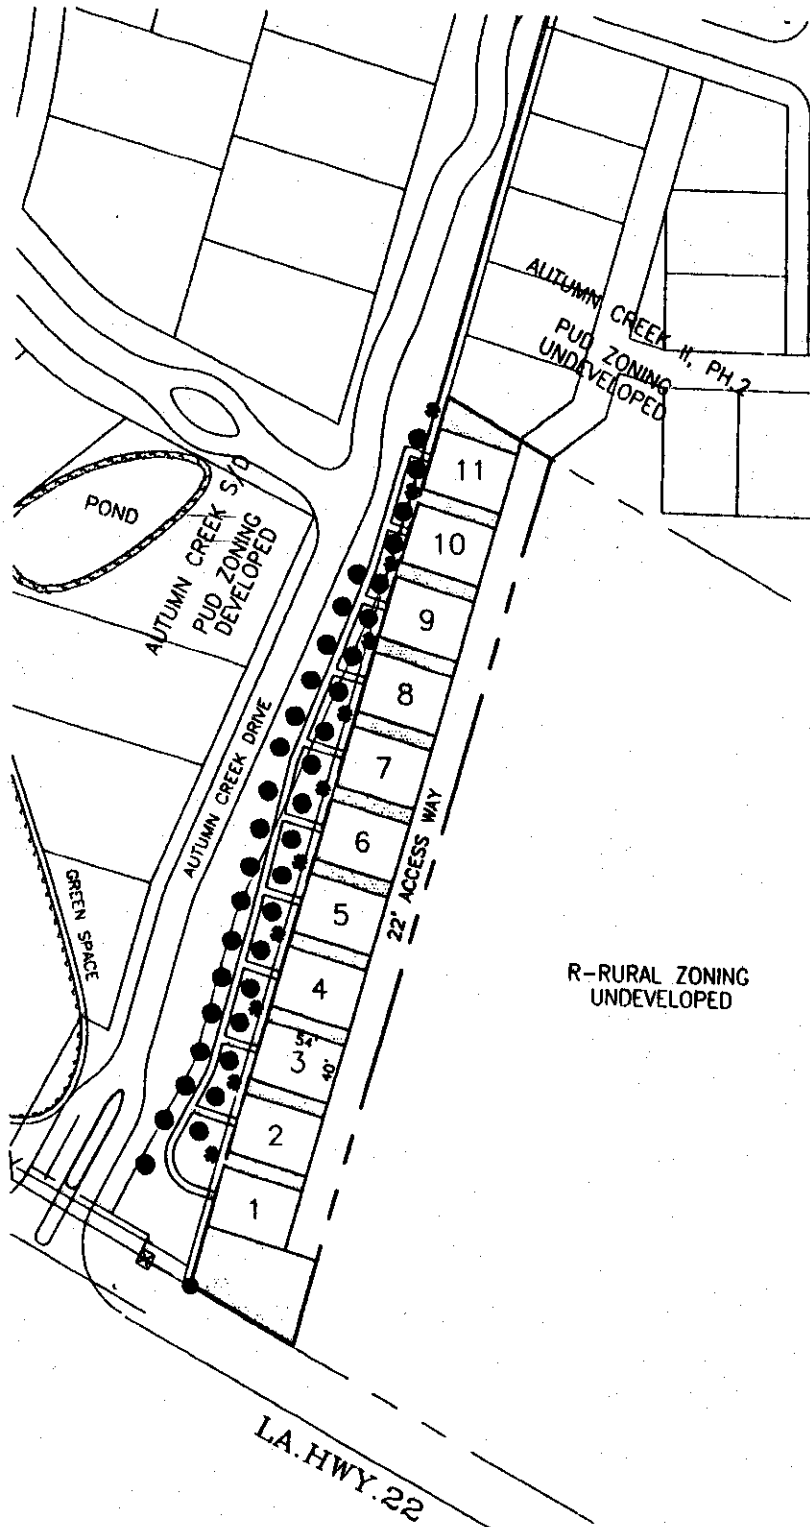 AUTUMN CREEK II, PH.2
PUD ZONING
UNDEVELOPED
11
10
POND
AUTUMN CREEK S/D
PUD ZONING
DEVELOPED
9
8
7
AUTUMN CREEK DRIVE
6
22' ACCESS WAY
5
GREEN SPACE
4
R-RURAL ZONING
UNDEVELOPED
54'
3
40'
2
1
LA.HWY.22